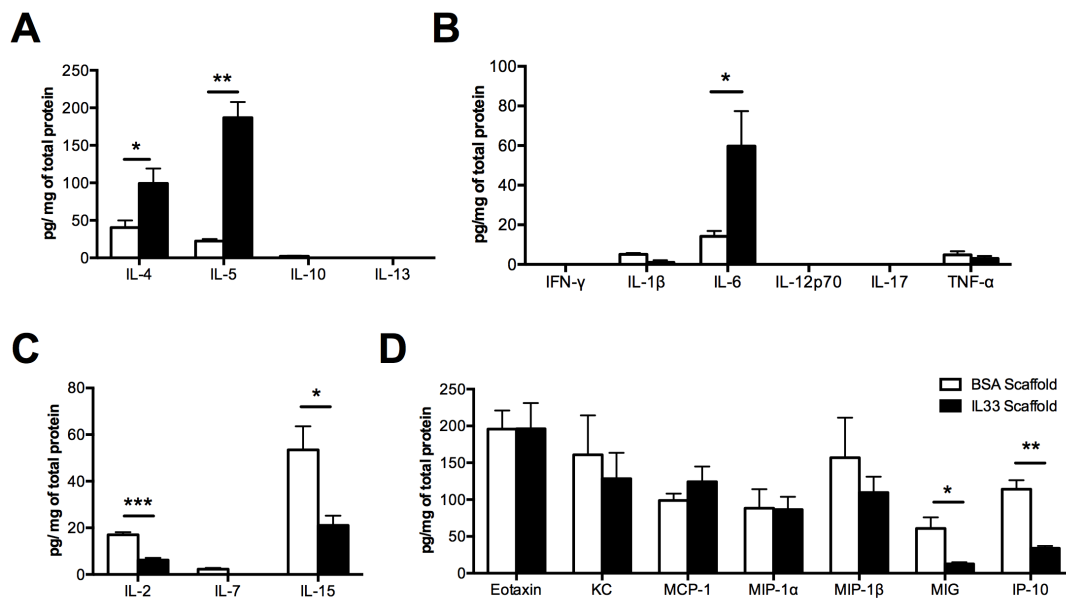 A
pg/ mg of total protein
250
200
150
100
50
0
*
**
IL-4 IL-5 IL-10 IL-13
B
pg/mg of total protein
100
80
60
40
20
0
*
IFN-γ IL-1β IL-6 IL-12p70 IL-17 TNF-α
C
pg/ mg of total protein
80
60
40
20
0
***
*
IL-2 IL-7 IL-15
D
pg/mg of total protein
250
200
150
100
50
0
BSA Scaffold
IL33 Scaffold
*
**
Eotaxin KC MCP-1 MIP-1α MIP-1β MIG IP-10